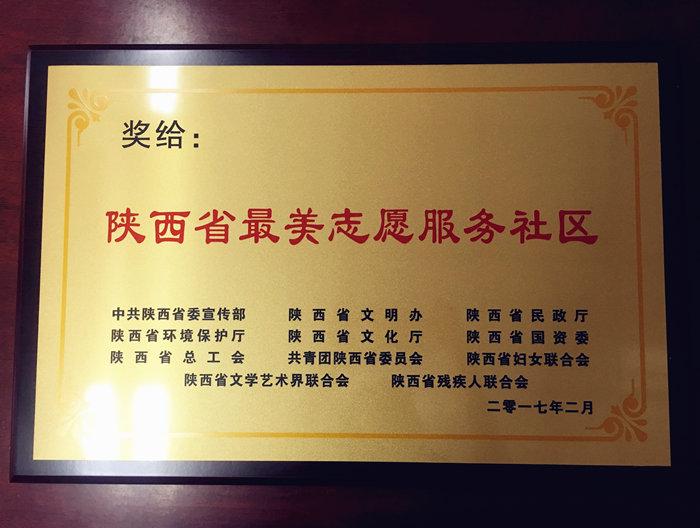 奖给：
陕西省最美志愿服务社区
中共陕西省委宣传部 陕西省文明办 陕西省民政厅
陕西省环境保护厅 陕西省文化厅 陕西省国资委
陕西省总工会 共青团陕西省委员会 陕西省妇女联合会
陕西省文学艺术界联合会 陕西省残疾人联合会
二零一七年二月